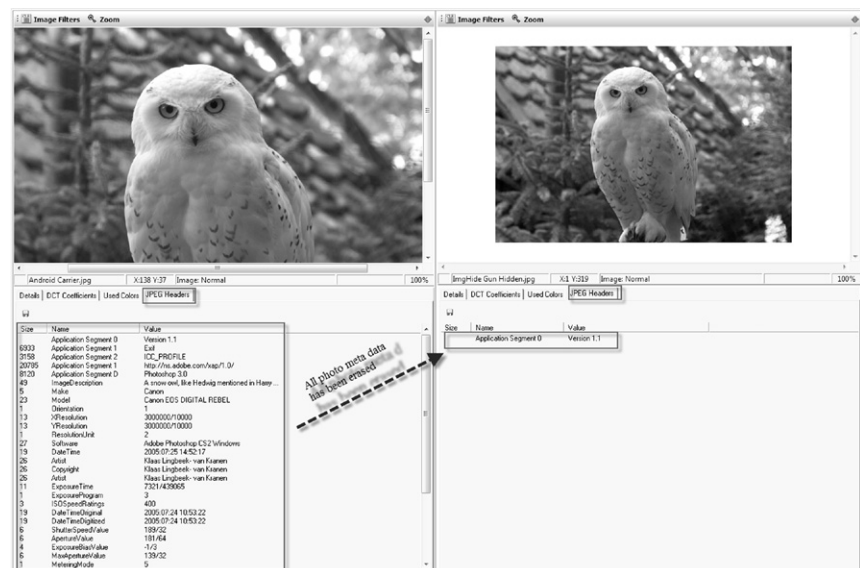 Image Filters Zoom
Image Filters Zoom
Android Carrier.jpg X:138 Y:37 Image: Normal 100%
ImgHide Gun Hidden.jpg X:1 Y:319 Image: Normal 100%
Details DCT Coefficients Used Colors JPEG Headers
Details DCT Coefficients Used Colors JPEG Headers
Size Name Value
Application Segment 0 Version 1.1
6933 Application Segment 1 Exif
3158 Application Segment 2 ICC_PROFILE
20785 Application Segment 1 http://ns.adobe.com/xap/1.0/
8120 Application Segment D Photoshop 3.0
49 ImageDescription A snow owl, like Hedwig mentioned in Harry ...
5 Make Canon
23 Model Canon EOS DIGITAL REBEL
1 Orientation 1
13 XResolution 3000000/10000
13 YResolution 3000000/10000
1 ResolutionUnit 2
27 Software Adobe Photoshop CS2 Windows
19 DateTime 2005:07:25 14:52:17
26 Artist Klaas Lingbeek- van Kranen
26 Copyright Klaas Lingbeek- van Kranen
26 Artist Klaas Lingbeek- van Kranen
11 ExposureTime 7321/439065
1 ExposureProgram 3
3 ISOSpeedRatings 400
19 DateTimeOriginal 2005:07:24 10:53:22
19 DateTimeDigitized 2005:07:24 10:53:22
6 ShutterSpeedValue 189/32
6 ApertureValue 181/64
4 ExposureBiasValue -1/3
6 MaxApertureValue 139/32
1 MeteringMode 5
All photo meta data
has been erased
Size Name Value
Application Segment 0 Version 1.1